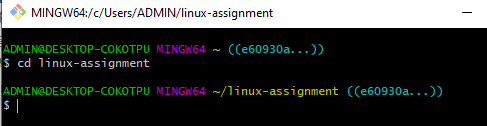 MINGW64:/c/Users/ADMIN/linux-assignment
ADMIN@DESKTOP-COKOTPU MINGW64 ~ ((e60930a...))
$ cd linux-assignment
ADMIN@DESKTOP-COKOTPU MINGW64 ~/linux-assignment ((e60930a...))
$